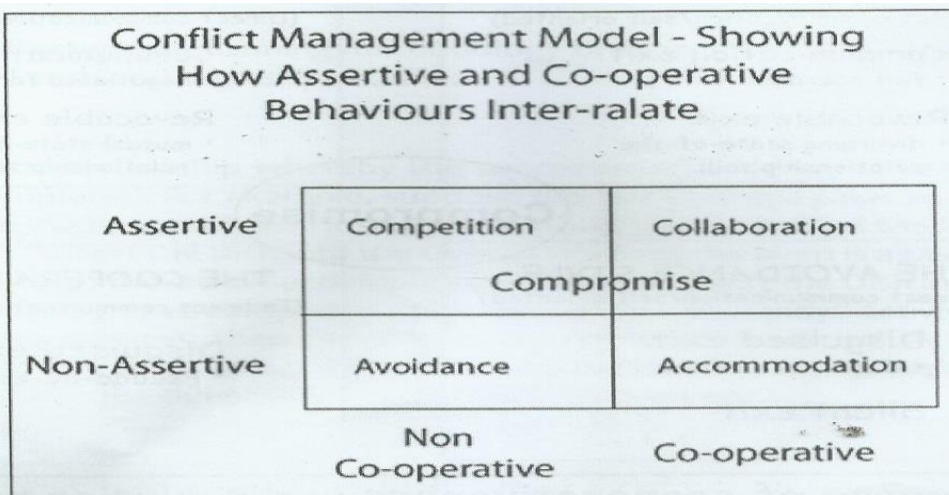 Conflict Management Model - Showing
How Assertive and Co-operative
Behaviours Inter-ralate
Assertive Competition Collaboration
Compromise
Non-Assertive Avoidance Accommodation
Non Co-operative
Co-operative